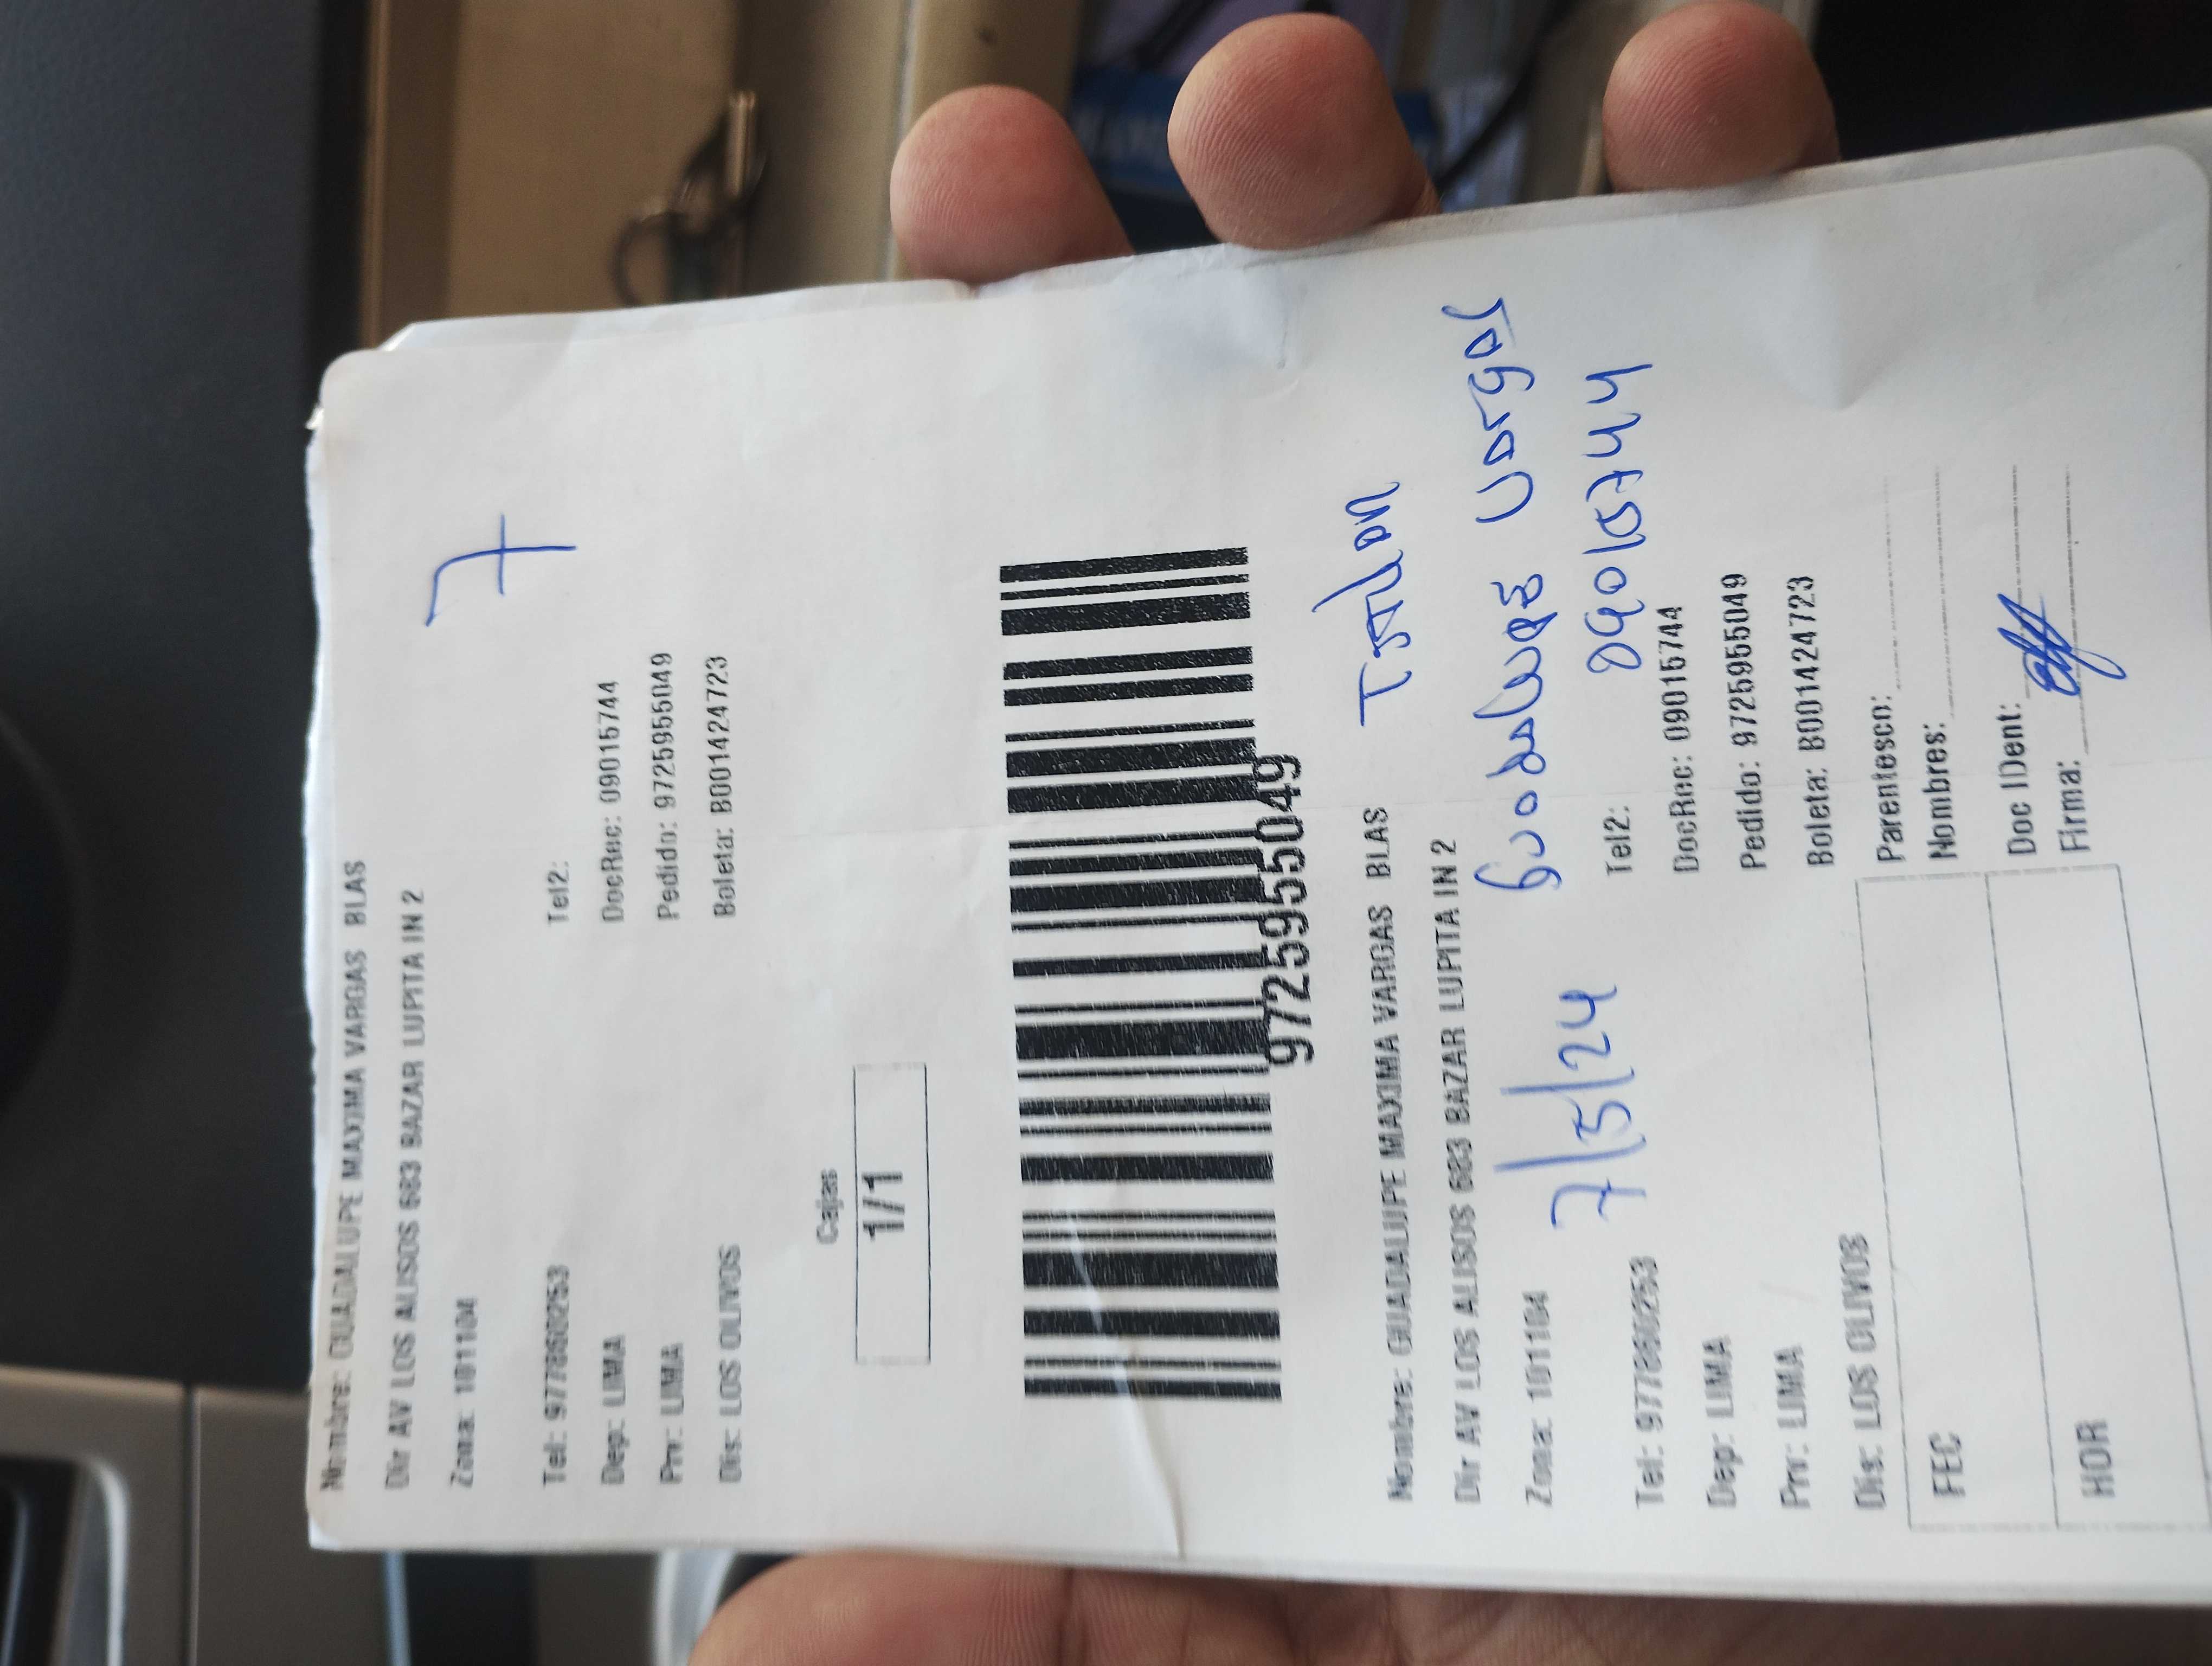 Nombre: GUADALUPE MAXIMA VARGAS BLAS
Dir AV LOS ALISOS 683 BAZAR LUPITA IN 2
7
Zona: 101104
Tel: 977860253 Tel2:
Dep: LIMA DocRec: 09015744
Prv: LIMA Pedido: 9725955049
Dis: LOS OLIVOS Boleta: B001424723
Cajas
1/1
9725955049
Nombre: GUADALUPE MAXIMA VARGAS BLAS
Dir AV LOS ALISOS 683 BAZAR LUPITA IN 2
Guadalupe Vargas
Zona: 101104 7/5/24
09015744
Tel: 977860253 Tel2:
Dep: LIMA DocRec: 09015744
Prv: LIMA Pedido: 9725955049
Dis: LOS OLIVOS Boleta: B001424723
FEC Parentesco:
Nombres:
HOR Doc IDent:
Firma: